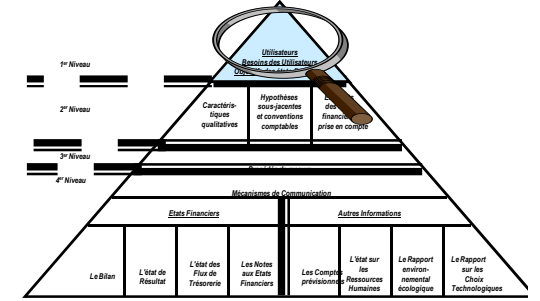 Utilisateurs
Besoins des Utilisateurs
1er Niveau
2er Niveau
Caractéris-
tiques
qualitatives
Hypothèses
sous-jacentes
et conventions
comptables
des
financi
prise en compte
3er Niveau
4er Niveau
Mécanismes de Communication
Etats Financiers
Autres Informations
Le Bilan
L'état de
Résultat
L'état des
Flux de
Trésorerie
Les Notes
aux Etats
Financiers
Les Comptes
prévisionnels
L'état sur
les
Ressources
Humaines
Le Rapport
environ-
nemental
écologique
Le Rapport
sur les
Choix
Technologiques